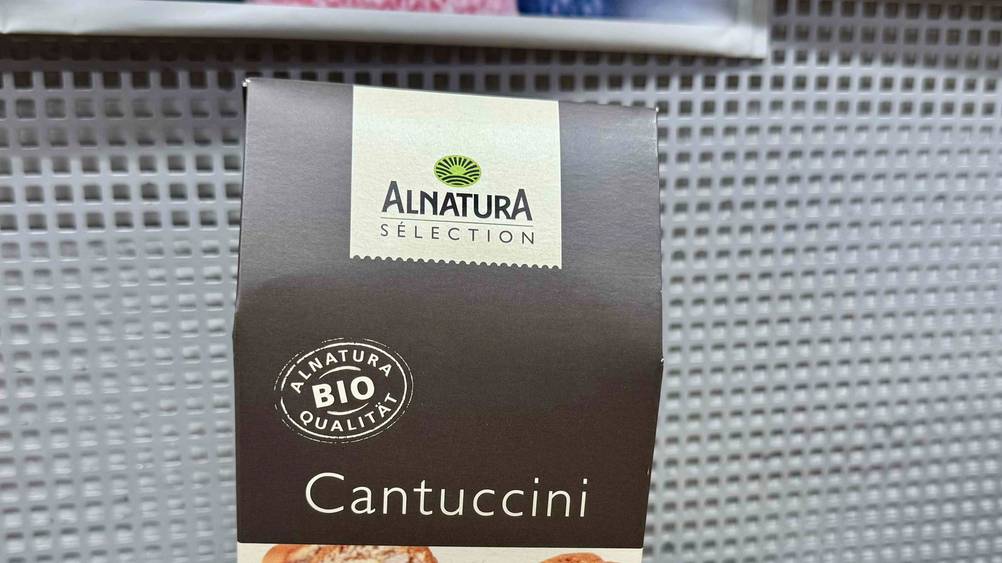 ALNATURA
SÉLECTION
ALNATURA
BIO
QUALITÄT
Cantuccini